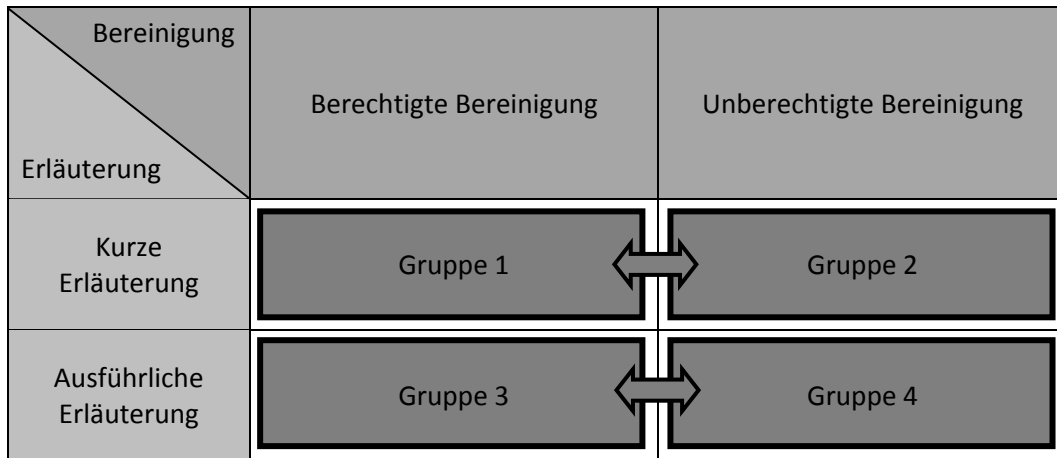 Bereinigung
Erläuterung
Berechtigte Bereinigung
Unberechtigte Bereinigung
Kurze
Erläuterung
Gruppe 1
Gruppe 2
Ausführliche
Erläuterung
Gruppe 3
Gruppe 4